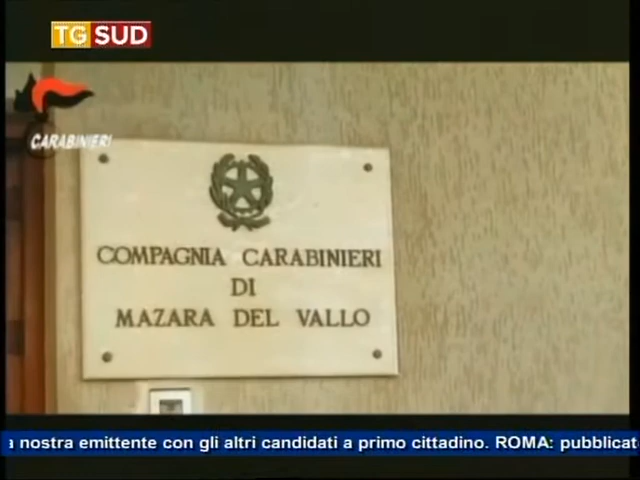 TG SUD
CARABINIERI
COMPAGNIA CARABINIERI
DI
MAZARA DEL VALLO
a nostra emittente con gli altri candidati a primo cittadino. ROMA: pubblicat